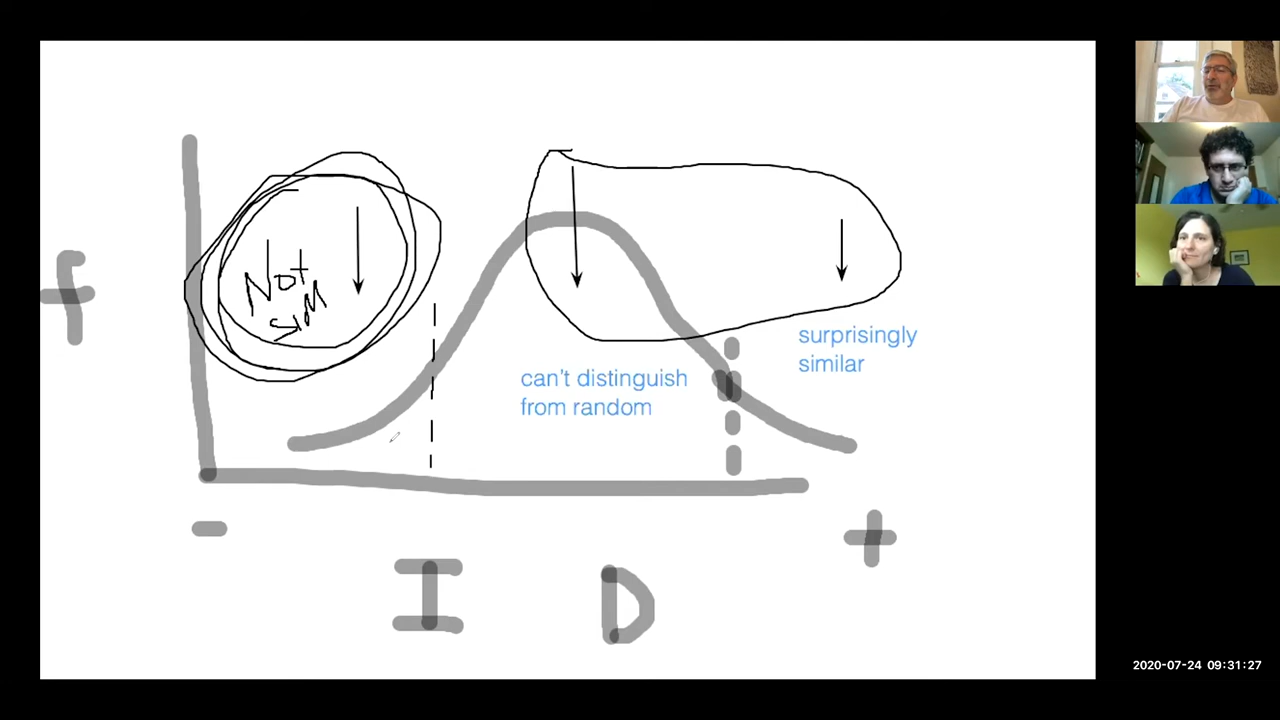 Not
SIM
f
surprisingly
similar
can't distinguish
from random
-
+
I D
2020-07-24 09:31:27